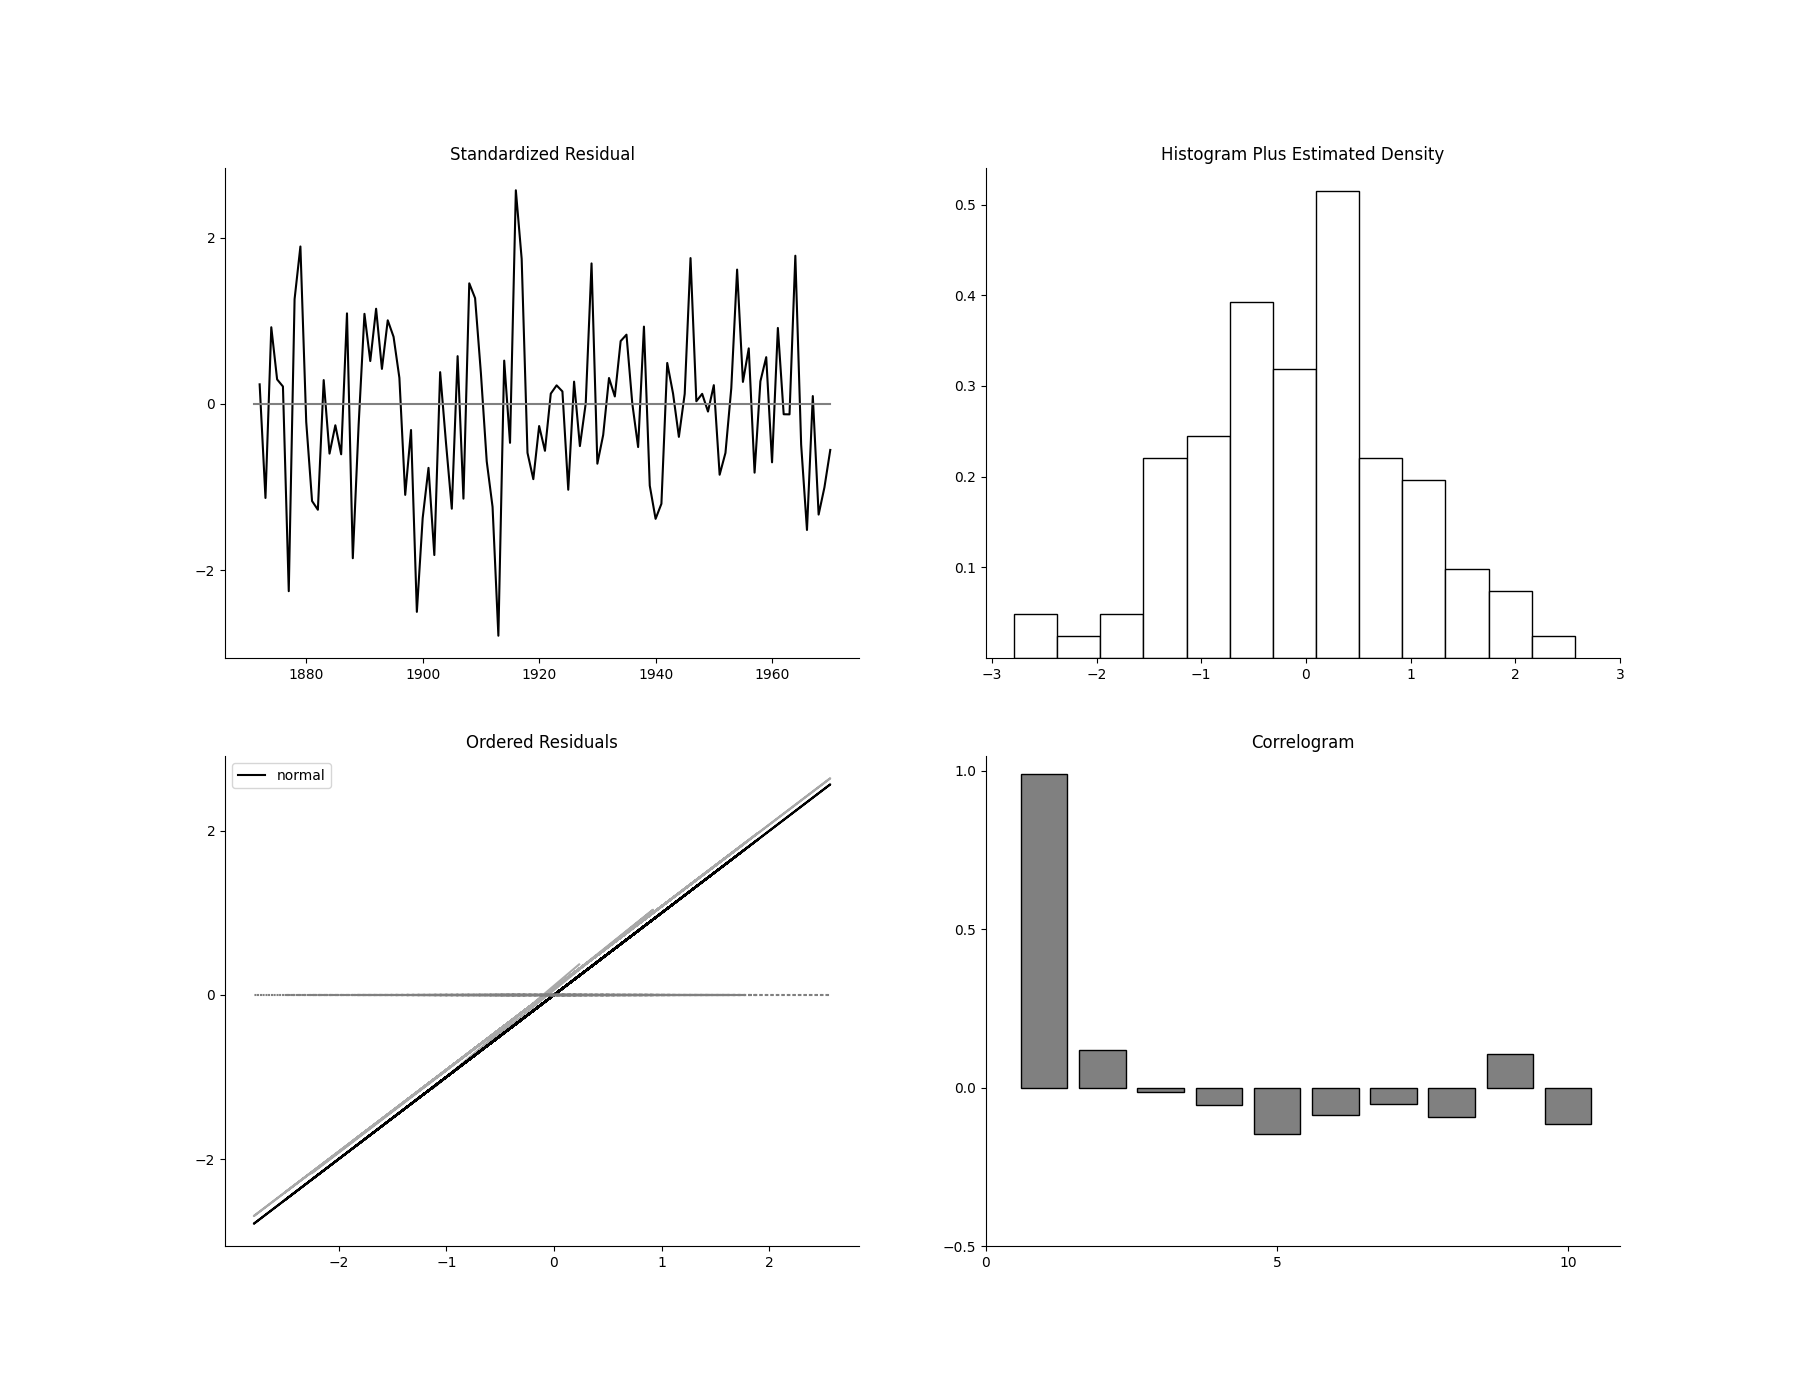 Standardized Residual
2
0
−2
1880 1900 1920 1940 1960
Histogram Plus Estimated Density
0.5
0.4
0.3
0.2
0.1
−3 −2 −1 0 1 2 3
Ordered Residuals
normal
2
0
−2
−2 −1 0 1 2
Correlogram
1.0
0.5
0.0
−0.5
0 5 10